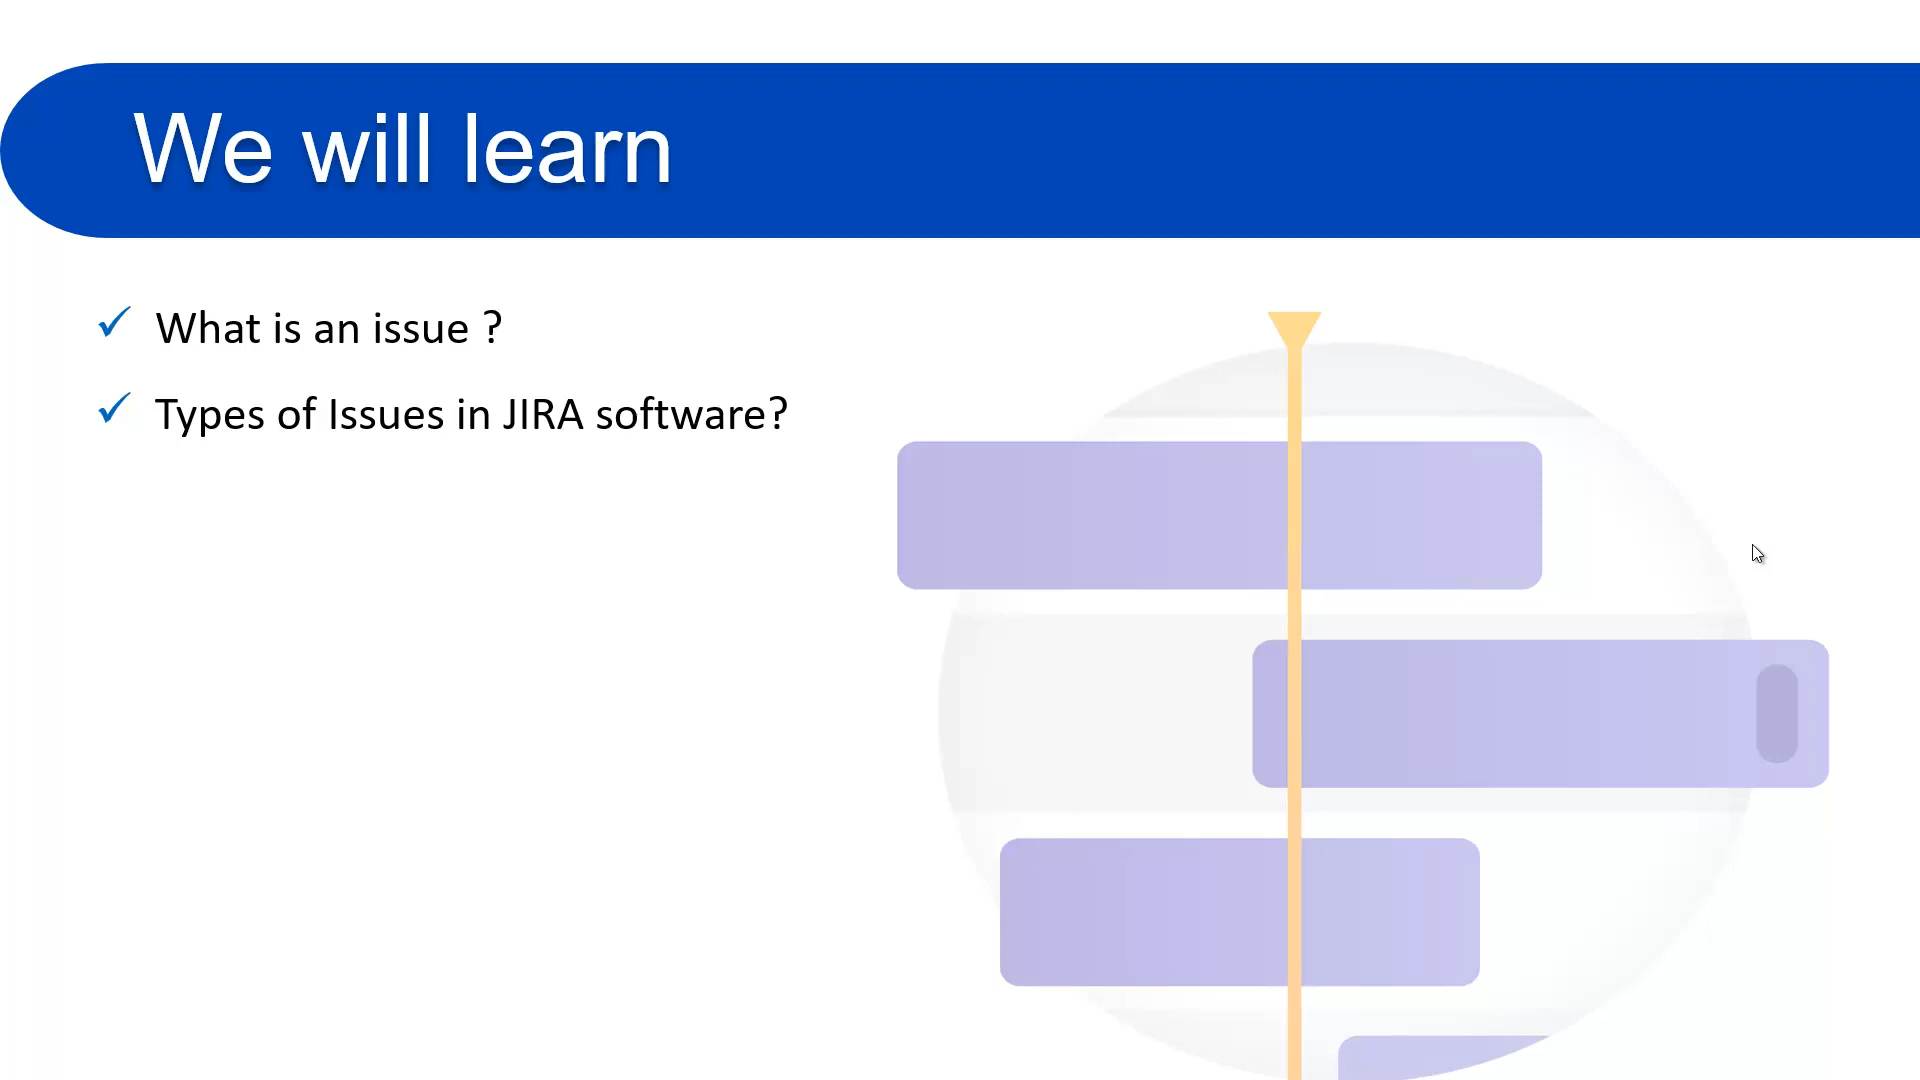 We will learn
What is an issue ?
Types of Issues in JIRA software?